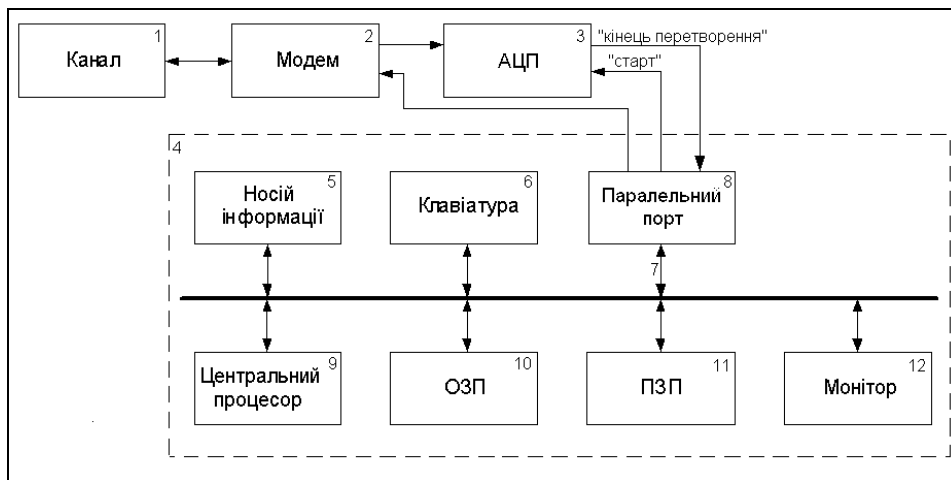 1
Канал
2
Модем
3
АЦП
"кінець перетворення"
"старт"
4
5
Носій
інформації
6
Клавіатура
8
Паралельний
порт
7
9
Центральний
процесор
10
ОЗП
11
ПЗП
12
Монітор